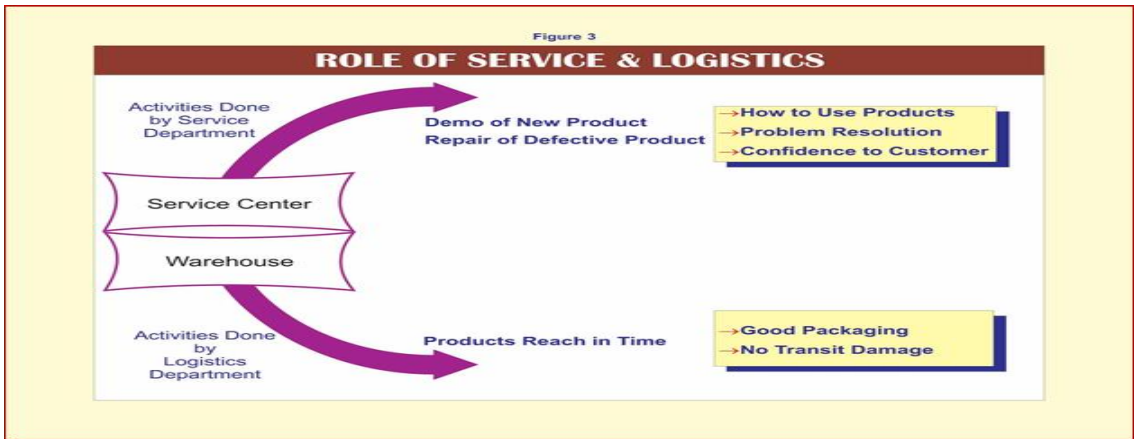 Figure 3
ROLE OF SERVICE & LOGISTICS
Activities Done
by Service
Department
Demo of New Product
Repair of Defective Product
→How to Use Products
→Problem Resolution
→Confidence to Customer
Service Center
Warehouse
Activities Done
by
Logistics
Department
Products Reach in Time
→Good Packaging
→No Transit Damage